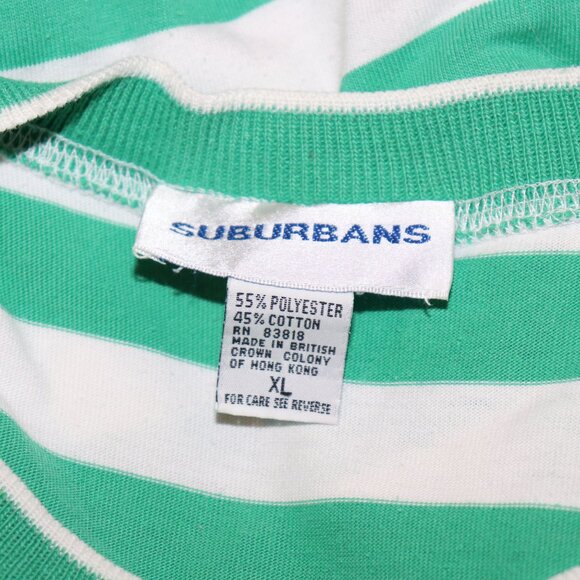 SUBURBANS
55% POLYESTER
45% COTTON
RN 83818
MADE IN BRITISH
CROWN COLONY
OF HONG KONG
XL
FOR CARE SEE REVERSE